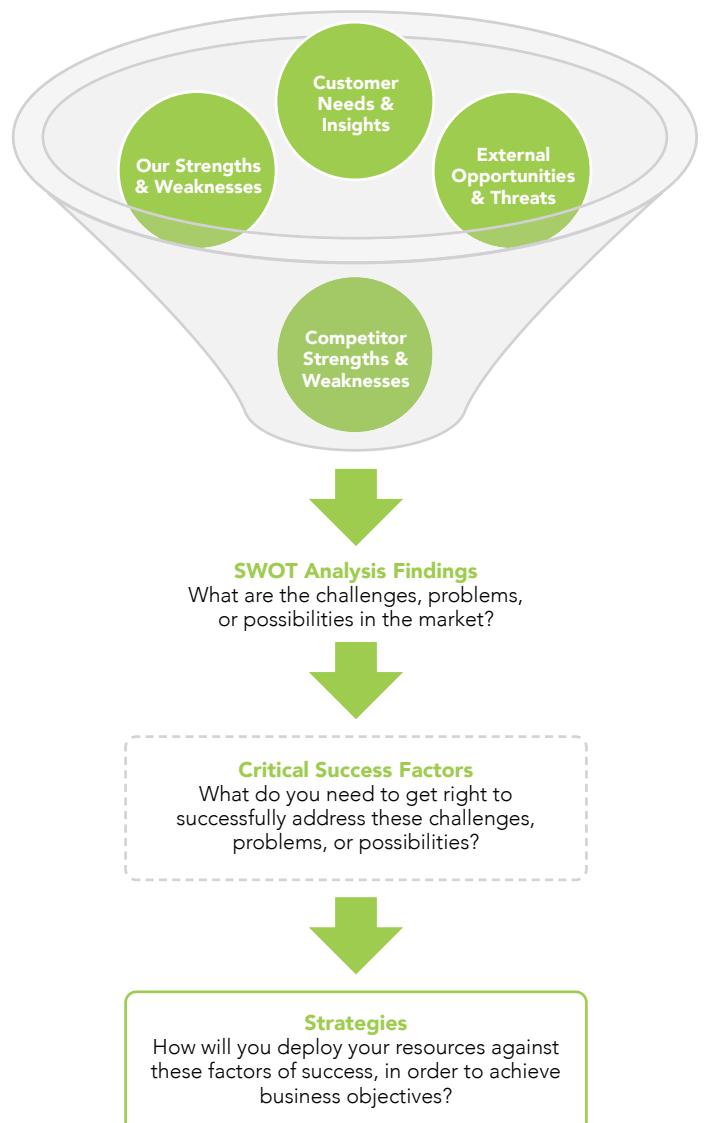 Customer
Needs &
Insights
Our Strengths
& Weaknesses
External
Opportunities
& Threats
Competitor
Strengths &
Weaknesses
SWOT Analysis Findings
What are the challenges, problems,
or possibilities in the market?
Critical Success Factors
What do you need to get right to
successfully address these challenges,
problems, or possibilities?
Strategies
How will you deploy your resources against
these factors of success, in order to achieve
business objectives?